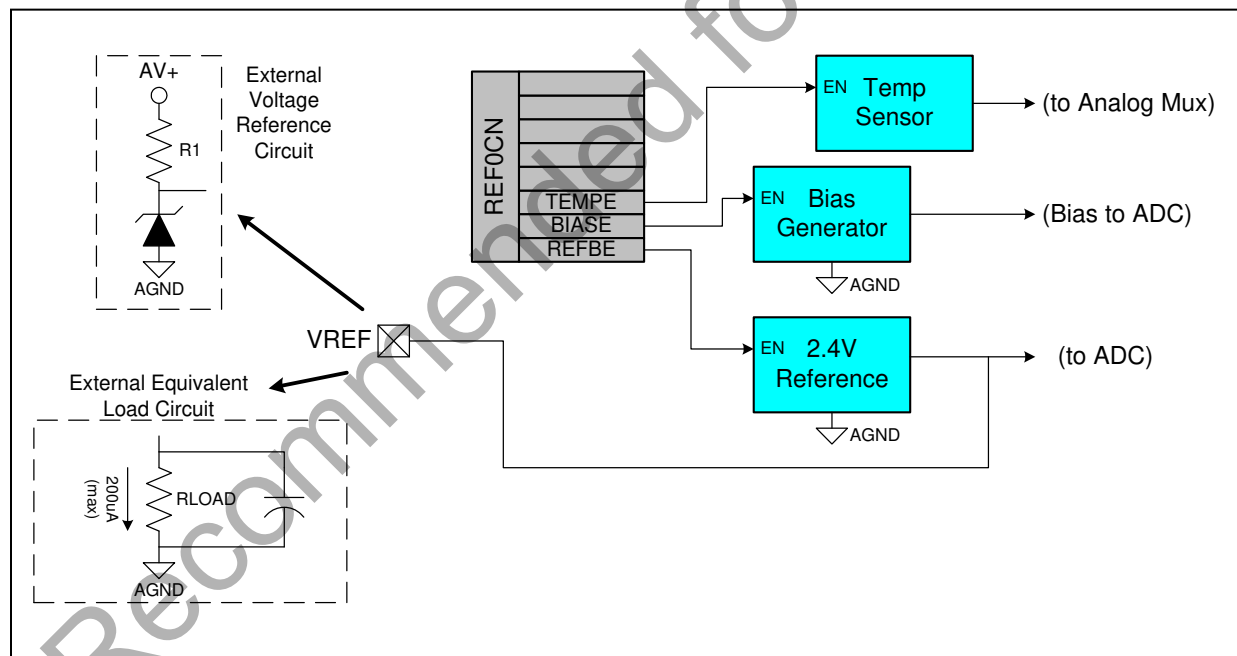 AV+
R1
AGND
External
Voltage
Reference
Circuit
REF0CN
TEMPE
BIASE
REFBE
EN
Temp
Sensor
(to Analog Mux)
EN
Bias
Generator
(Bias to ADC)
AGND
VREF
EN
2.4V
Reference
(to ADC)
AGND
External Equivalent
Load Circuit
200uA
(max)
RLOAD
AGND
Recommended fo